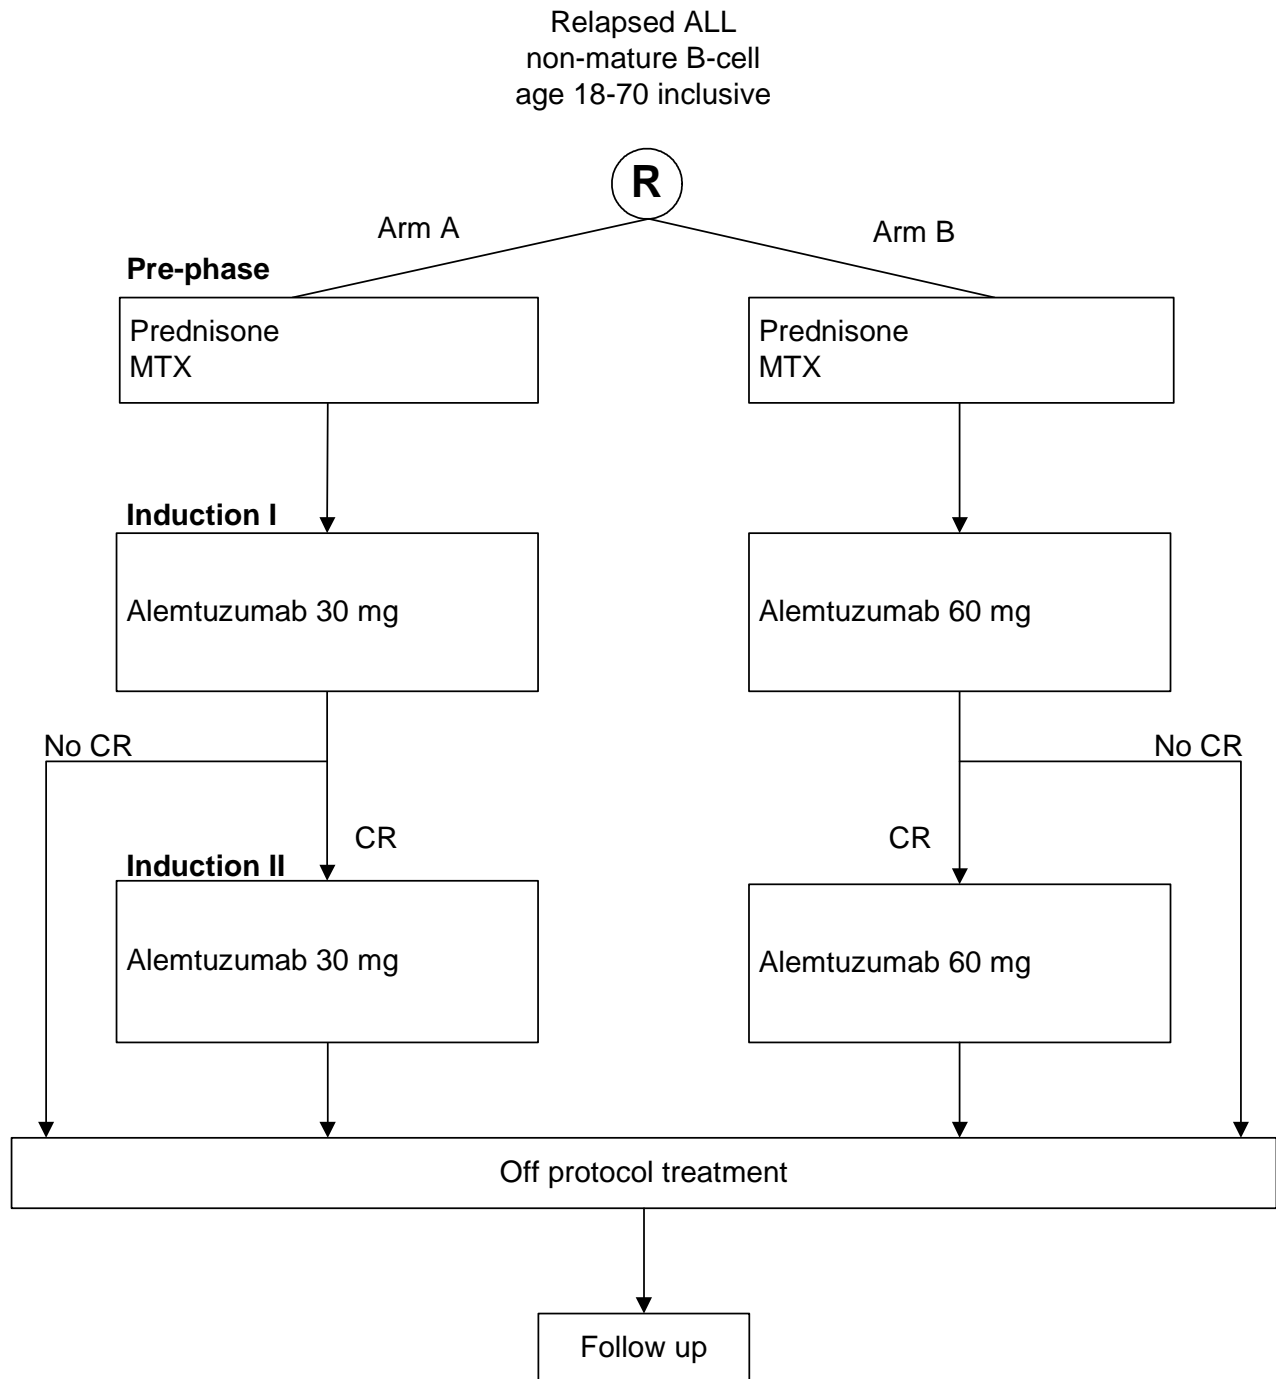 Relapsed ALL
non-mature B-cell
age 18-70 inclusive
R
Arm A
Arm B
Pre-phase
Prednisone
MTX
Prednisone
MTX
Induction I
Alemtuzumab 30 mg
Alemtuzumab 60 mg
No CR
No CR
CR
CR
Induction II
Alemtuzumab 30 mg
Alemtuzumab 60 mg
Off protocol treatment
Follow up